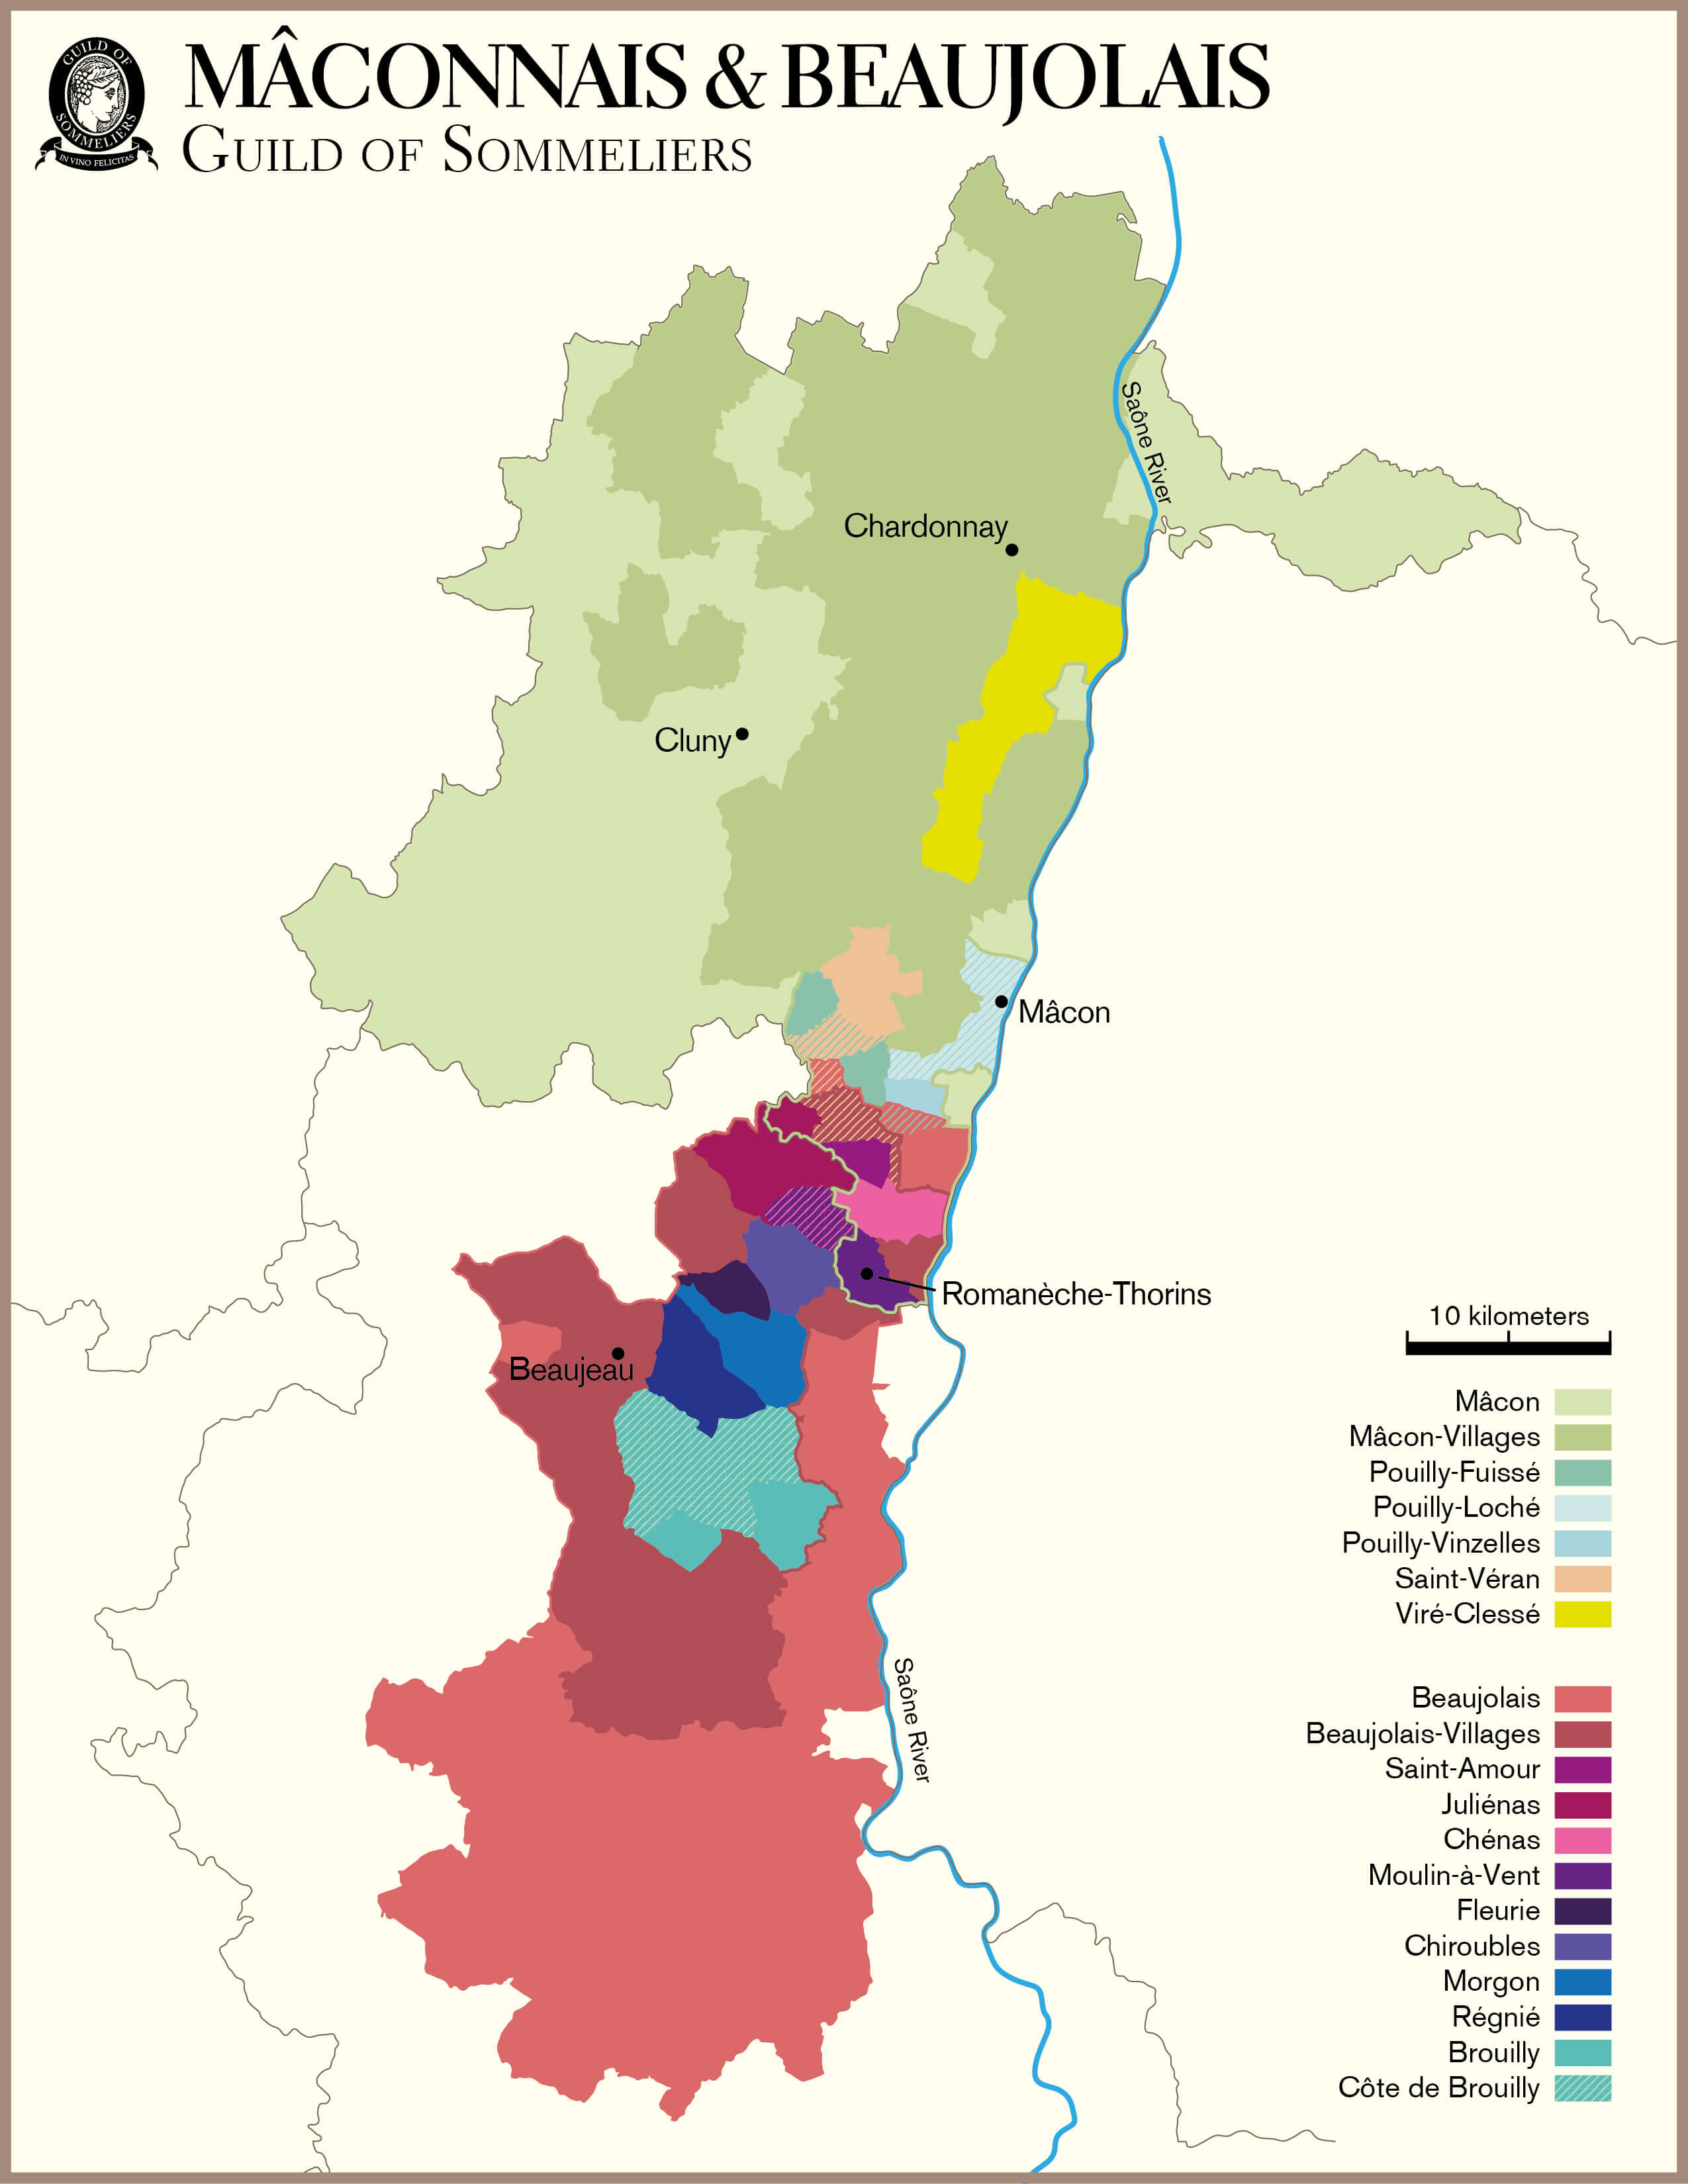 GUILD OF
SOMMELIERS
IN VINO FELICITAS
MÂCONNAIS & BEAUJOLAIS
GUILD OF SOMMELIERS
Saône River
Chardonnay
Cluny
Mâcon
Romanèche-Thorins
Beaujeau
Saône River
10 kilometers
Mâcon
Mâcon-Villages
Pouilly-Fuissé
Pouilly-Loché
Pouilly-Vinzelles
Saint-Véran
Viré-Clessé
Beaujolais
Beaujolais-Villages
Saint-Amour
Juliénas
Chénas
Moulin-à-Vent
Fleurie
Chiroubles
Morgon
Régnié
Brouilly
Côte de Brouilly